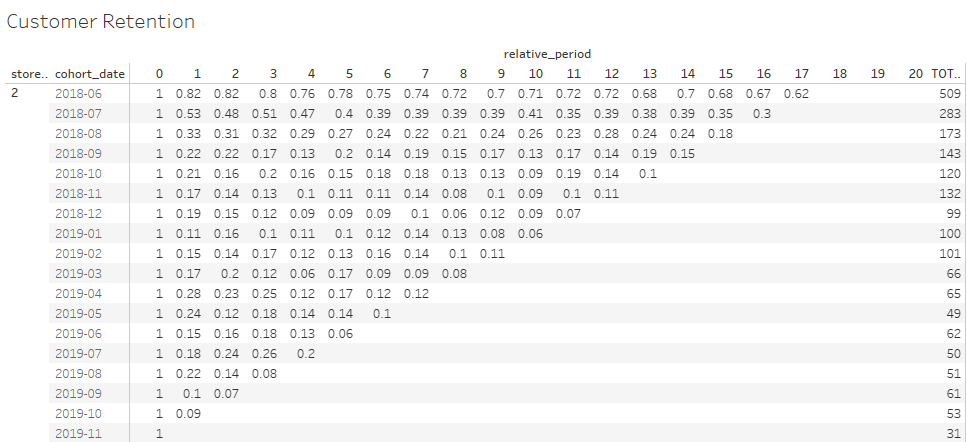 Customer Retention
relative_period
store.. cohort_date 0 1 2 3 4 5 6 7 8 9 10 11 12 13 14 15 16 17 18 19 20 TOT..
2 2018-06 1 0.82 0.82 0.8 0.76 0.78 0.75 0.74 0.72 0.7 0.71 0.72 0.72 0.68 0.7 0.68 0.67 0.62 509
2018-07 1 0.53 0.48 0.51 0.47 0.4 0.39 0.39 0.39 0.39 0.41 0.35 0.39 0.38 0.39 0.35 0.3 283
2018-08 1 0.33 0.31 0.32 0.29 0.27 0.24 0.22 0.21 0.24 0.26 0.23 0.28 0.24 0.24 0.18 173
2018-09 1 0.22 0.22 0.17 0.13 0.2 0.14 0.19 0.15 0.17 0.13 0.17 0.14 0.19 0.15 143
2018-10 1 0.21 0.16 0.2 0.16 0.15 0.18 0.18 0.13 0.13 0.09 0.19 0.14 0.1 120
2018-11 1 0.17 0.14 0.13 0.1 0.11 0.11 0.14 0.08 0.1 0.09 0.1 0.11 132
2018-12 1 0.19 0.15 0.12 0.09 0.09 0.09 0.1 0.06 0.12 0.09 0.07 99
2019-01 1 0.11 0.16 0.1 0.11 0.1 0.12 0.14 0.13 0.08 0.06 100
2019-02 1 0.15 0.14 0.17 0.12 0.13 0.16 0.14 0.1 0.11 101
2019-03 1 0.17 0.2 0.12 0.06 0.17 0.09 0.09 0.08 66
2019-04 1 0.28 0.23 0.25 0.12 0.17 0.12 0.12 65
2019-05 1 0.24 0.12 0.18 0.14 0.14 0.1 49
2019-06 1 0.15 0.16 0.18 0.13 0.06 62
2019-07 1 0.18 0.24 0.26 0.2 50
2019-08 1 0.22 0.14 0.08 51
2019-09 1 0.1 0.07 61
2019-10 1 0.09 53
2019-11 1 31